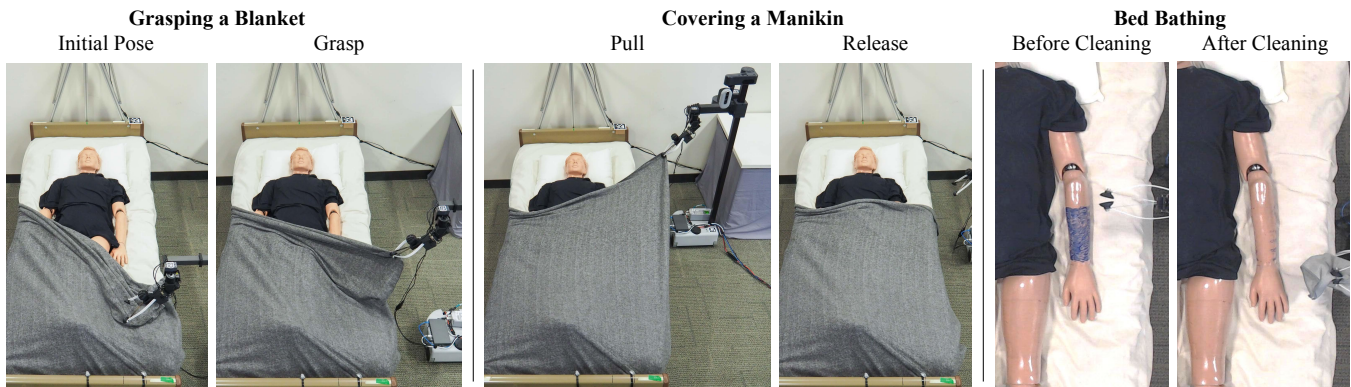 Grasping a Blanket
Initial Pose
Grasp
Covering a Manikin
Pull
Release
Bed Bathing
Before Cleaning
After Cleaning